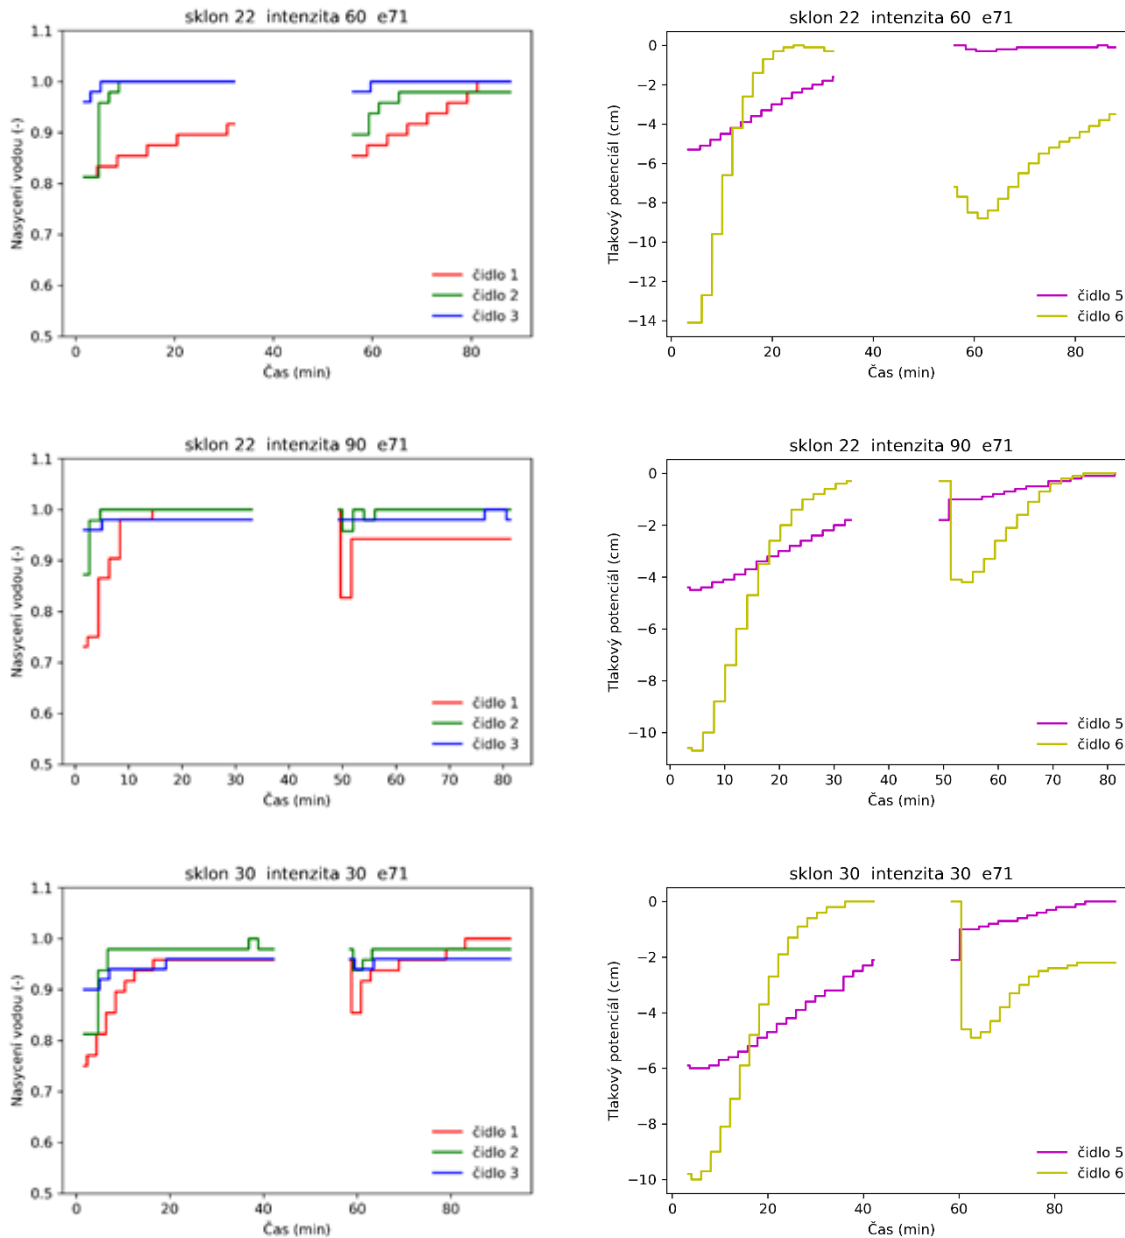 sklon 22 intenzita 60 e71
1.1
1.0
0.9
0.8
0.7
0.6
0.5
Nasycení vodou (-)
čidlo 1
čidlo 2
čidlo 3
0 20 40 60 80
Čas (min)
sklon 22 intenzita 60 e71
0
−2
−4
−6
−8
−10
−12
−14
Tlakový potenciál (cm)
čidlo 5
čidlo 6
0 20 40 60 80
Čas (min)
sklon 22 intenzita 90 e71
1.1
1.0
0.9
0.8
0.7
0.6
0.5
Nasycení vodou (-)
čidlo 1
čidlo 2
čidlo 3
0 10 20 30 40 50 60 70 80
Čas (min)
sklon 22 intenzita 90 e71
0
−2
−4
−6
−8
−10
Tlakový potenciál (cm)
čidlo 5
čidlo 6
0 10 20 30 40 50 60 70 80
Čas (min)
sklon 30 intenzita 30 e71
1.1
1.0
0.9
0.8
0.7
0.6
0.5
Nasycení vodou (-)
čidlo 1
čidlo 2
čidlo 3
0 20 40 60 80
Čas (min)
sklon 30 intenzita 30 e71
0
−2
−4
−6
−8
−10
Tlakový potenciál (cm)
čidlo 5
čidlo 6
0 20 40 60 80
Čas (min)